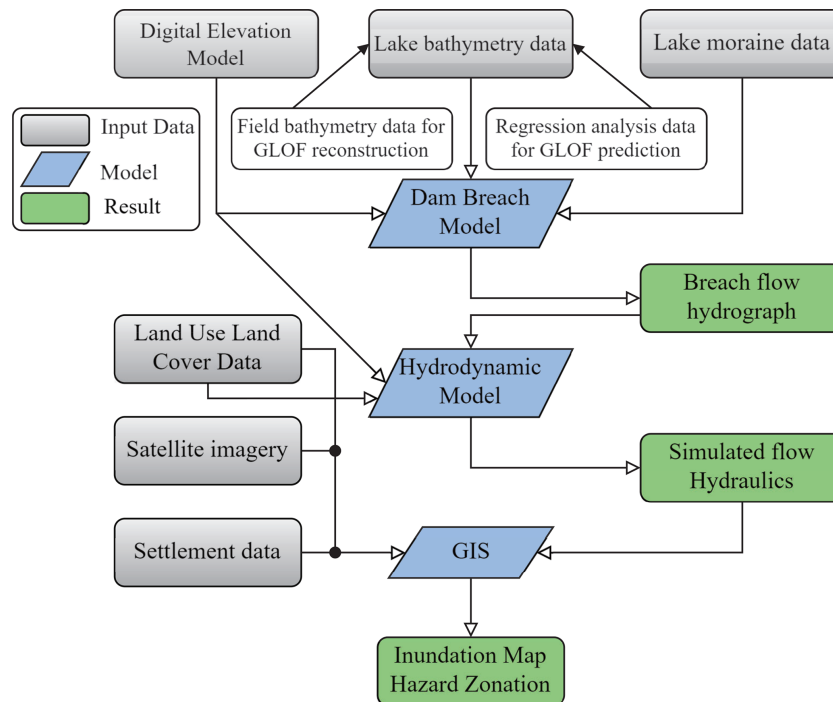 Digital Elevation
Model
Lake bathymetry data
Lake moraine data
Input Data
Model
Result
Field bathymetry data for
GLOF reconstruction
Regression analysis data
for GLOF prediction
Dam Breach
Model
Breach flow
hydrograph
Land Use Land
Cover Data
Hydrodynamic
Model
Satellite imagery
Simulated flow
Hydraulics
Settlement data
GIS
Inundation Map
Hazard Zonation